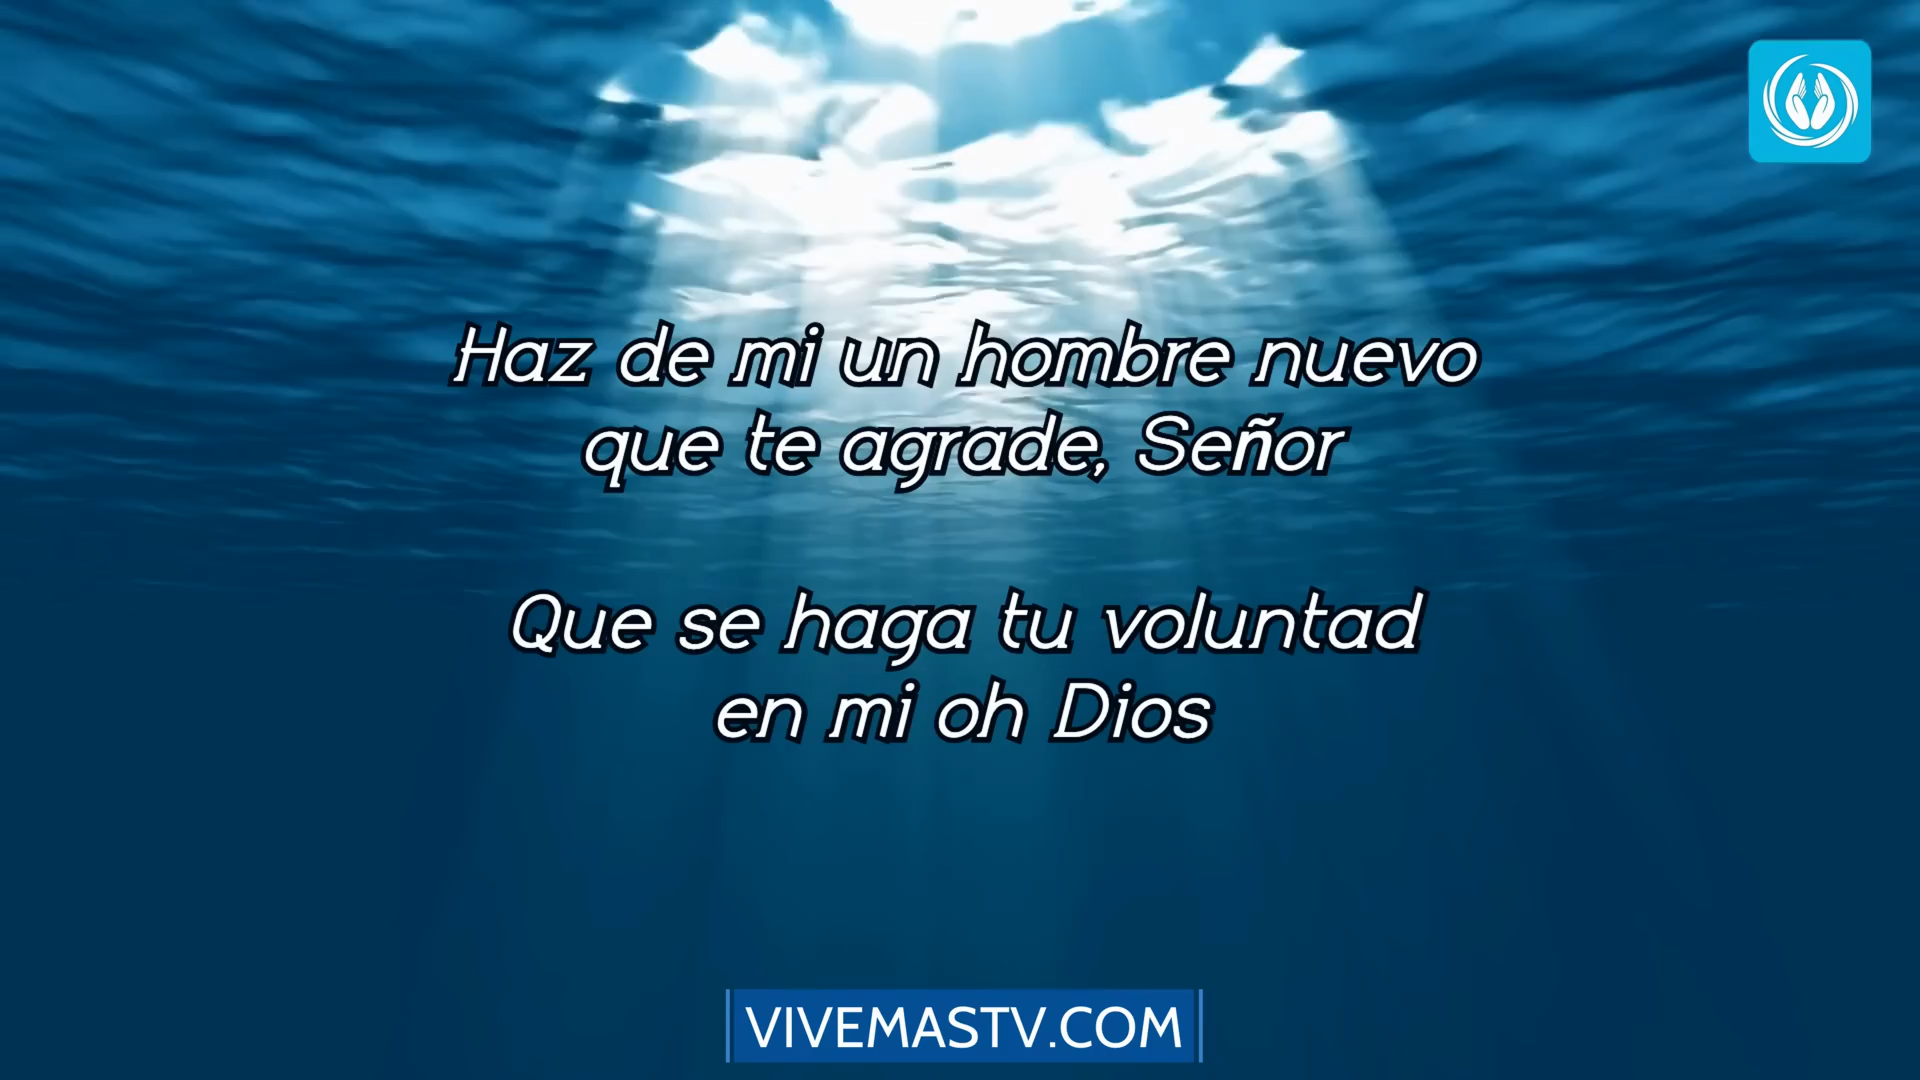 Haz de mi un hombre nuevo
que te agrade, Señor
Que se haga tu voluntad
en mi oh Dios
VIVEMASTV.COM